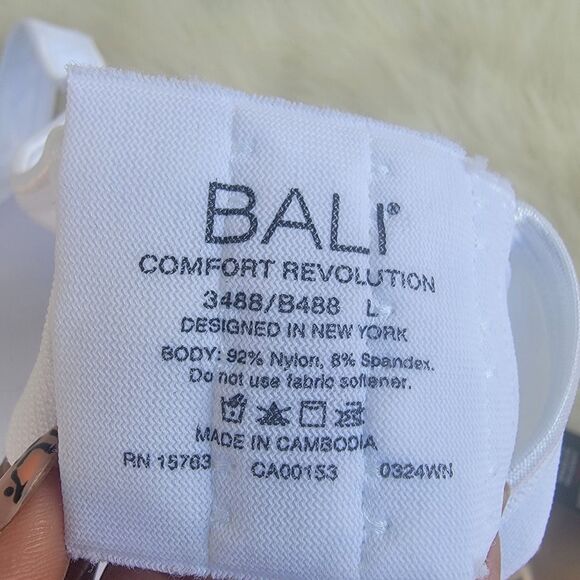 BALI®
COMFORT REVOLUTION
3488/B488 L
DESIGNED IN NEW YORK
BODY: 92% Nylon, 8% Spandex.
Do not use fabric softener.
MADE IN CAMBODIA
RN 15763 CA00153 0324WN